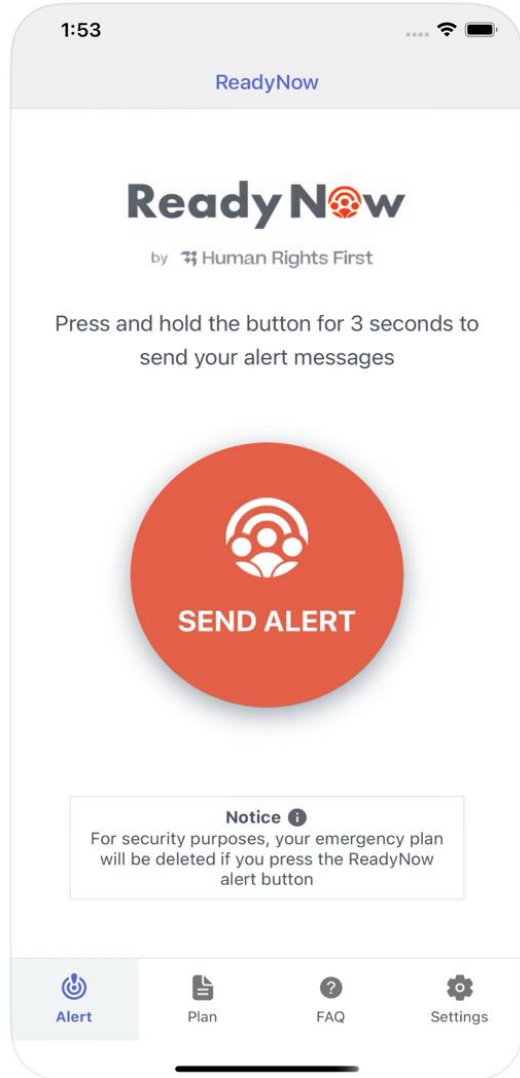 1:53
ReadyNow
Ready Now
by Human Rights First
Press and hold the button for 3 seconds to
send your alert messages
SEND ALERT
Notice
For security purposes, your emergency plan
will be deleted if you press the ReadyNow
alert button
Alert Plan FAQ Settings